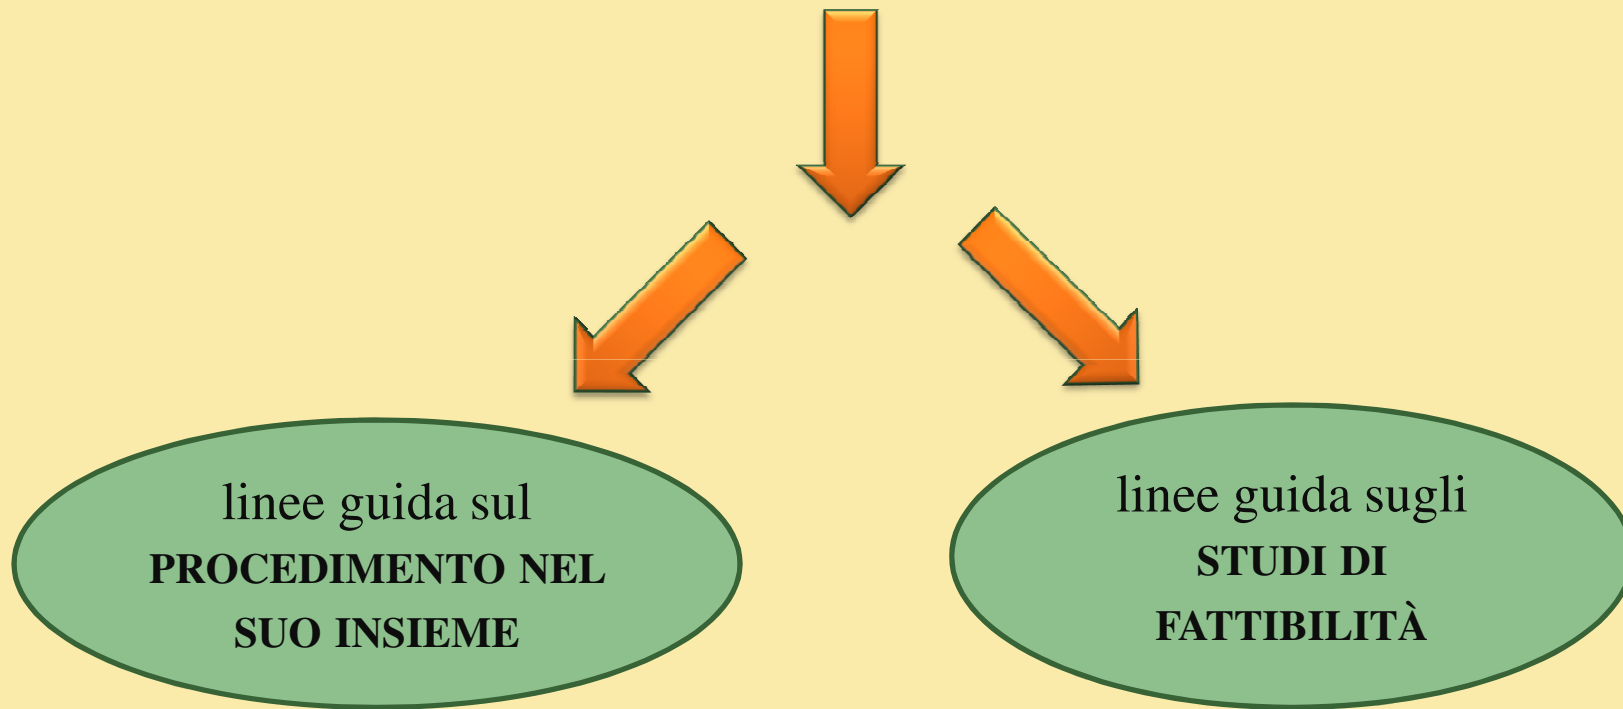 linee guida sul
PROCEDIMENTO NEL
SUO INSIEME
linee guida sugli
STUDI DI
FATTIBILITÀ